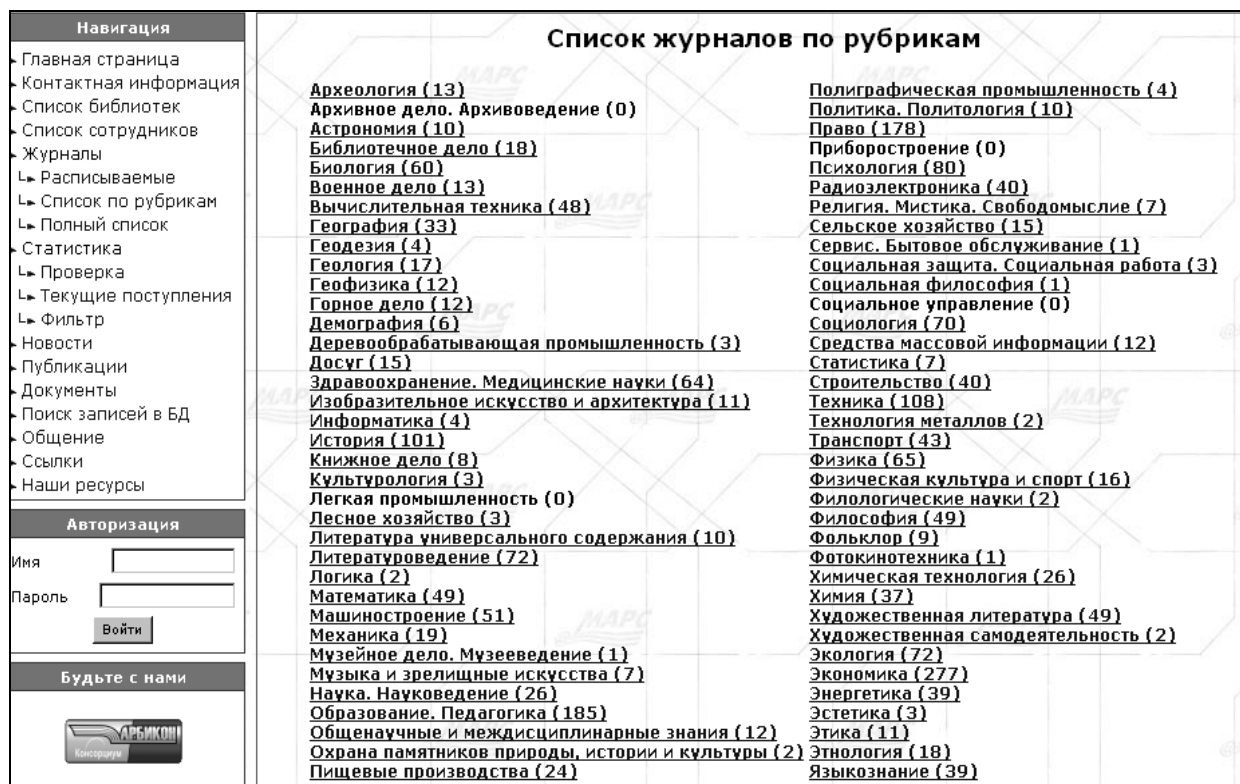 Навигация
Главная страница
Контактная информация
Список библиотек
Список сотрудников
Журналы
Расписываемые
Список по рубрикам
Полный список
Статистика
Проверка
Текущие поступления
Фильтр
Новости
Публикации
Документы
Поиск записей в БД
Общение
Ссылки
Наши ресурсы
Авторизация
Имя
Пароль
Войти
Будьте с нами
АРБИКОН
Консорциум
Список журналов по рубрикам
Археология (13)
Архивное дело. Архивоведение (0)
Астрономия (10)
Библиотечное дело (18)
Биология (60)
Военное дело (13)
Вычислительная техника (48)
География (33)
Геодезия (4)
Геология (17)
Геофизика (12)
Горное дело (12)
Демография (6)
Деревообрабатывающая промышленность (3)
Досуг (15)
Здравоохранение. Медицинские науки (64)
Изобразительное искусство и архитектура (11)
Информатика (4)
История (101)
Книжное дело (8)
Культурология (3)
Легкая промышленность (0)
Лесное хозяйство (3)
Литература универсального содержания (10)
Литературоведение (72)
Логика (2)
Математика (49)
Машиностроение (51)
Механика (19)
Музейное дело. Музееведение (1)
Музыка и зрелищные искусства (7)
Наука. Науковедение (26)
Образование. Педагогика (185)
Общенаучные и междисциплинарные знания (12)
Охрана памятников природы, истории и культуры (2)
Пищевые производства (24)
Полиграфическая промышленность (4)
Политика. Политология (10)
Право (178)
Приборостроение (0)
Психология (80)
Радиоэлектроника (40)
Религия. Мистика. Свободомыслие (7)
Сельское хозяйство (15)
Сервис. Бытовое обслуживание (1)
Социальная защита. Социальная работа (3)
Социальная философия (1)
Социальное управление (0)
Социология (70)
Средства массовой информации (12)
Статистика (7)
Строительство (40)
Техника (108)
Технология металлов (2)
Транспорт (43)
Физика (65)
Физическая культура и спорт (16)
Филологические науки (2)
Философия (49)
Фольклор (9)
Фотокинотехника (1)
Химическая технология (26)
Химия (37)
Художественная литература (49)
Художественная самодеятельность (2)
Экология (72)
Экономика (277)
Энергетика (39)
Эстетика (3)
Этика (11)
Этнология (18)
Языкознание (39)
МАРС
МАРС
МАРС
МАРС
МАРС